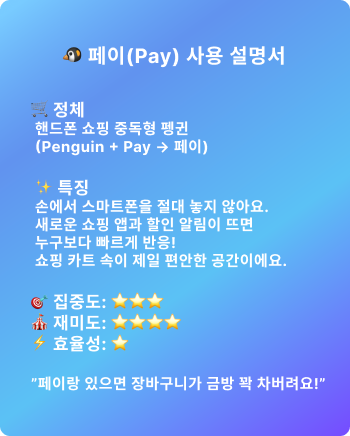 🐧 페이(Pay) 사용 설명서
🛒 정체
핸드폰 쇼핑 중독형 펭귄
(Penguin + Pay → 페이)
✨ 특징
손에서 스마트폰을 절대 놓지 않아요.
새로운 쇼핑 앱과 할인 알림이 뜨면
누구보다 빠르게 반응!
쇼핑 카트 속이 제일 편안한 공간이에요.
🎯 집중도: ⭐⭐⭐
🎪 재미도: ⭐⭐⭐⭐
⚡ 효율성: ⭐
”페이랑 있으면 장바구니가 금방 꽉 차버려요!”